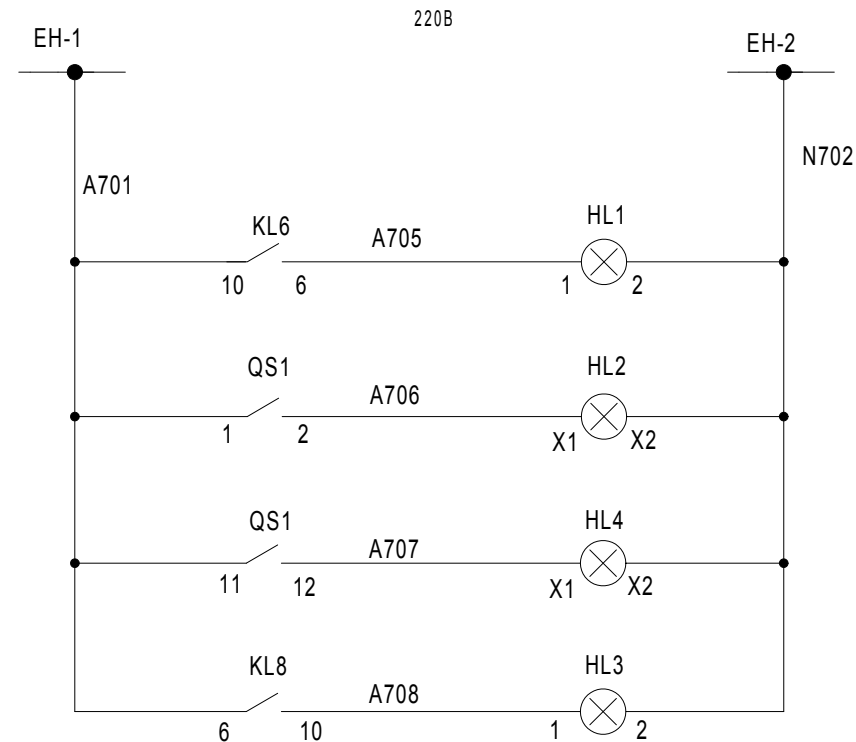 220В
EH-1
EH-2
N702
A701
KL6 A705 HL1
10 6 1 2
QS1 A706 HL2
1 2 X1 X2
QS1 A707 HL4
11 12 X1 X2
KL8 A708 HL3
6 10 1 2